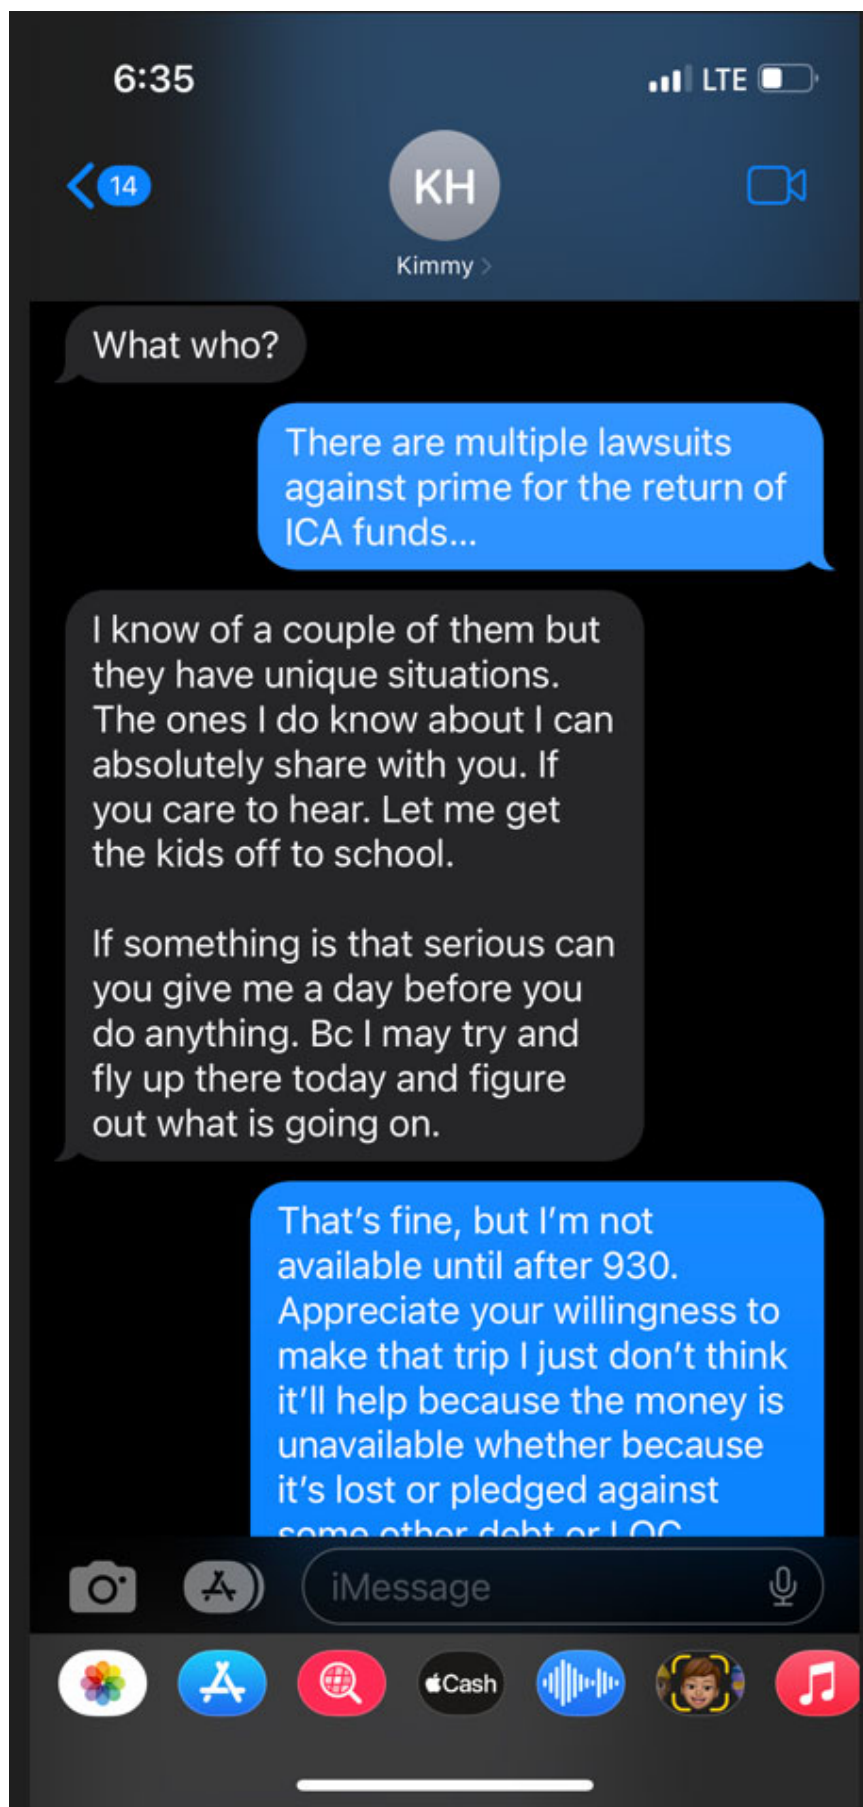 6:35
LTE
14
KH
Kimmy
What who?
There are multiple lawsuits
against prime for the return of
ICA funds...
I know of a couple of them but
they have unique situations.
The ones I do know about I can
absolutely share with you. If
you care to hear. Let me get
the kids off to school.
If something is that serious can
you give me a day before you
do anything. Bc I may try and
fly up there today and figure
out what is going on.
That's fine, but I'm not
available until after 930.
Appreciate your willingness to
make that trip I just don't think
it'll help because the money is
unavailable whether because
it's lost or pledged against
some other debt or LOC
iMessage
Cash